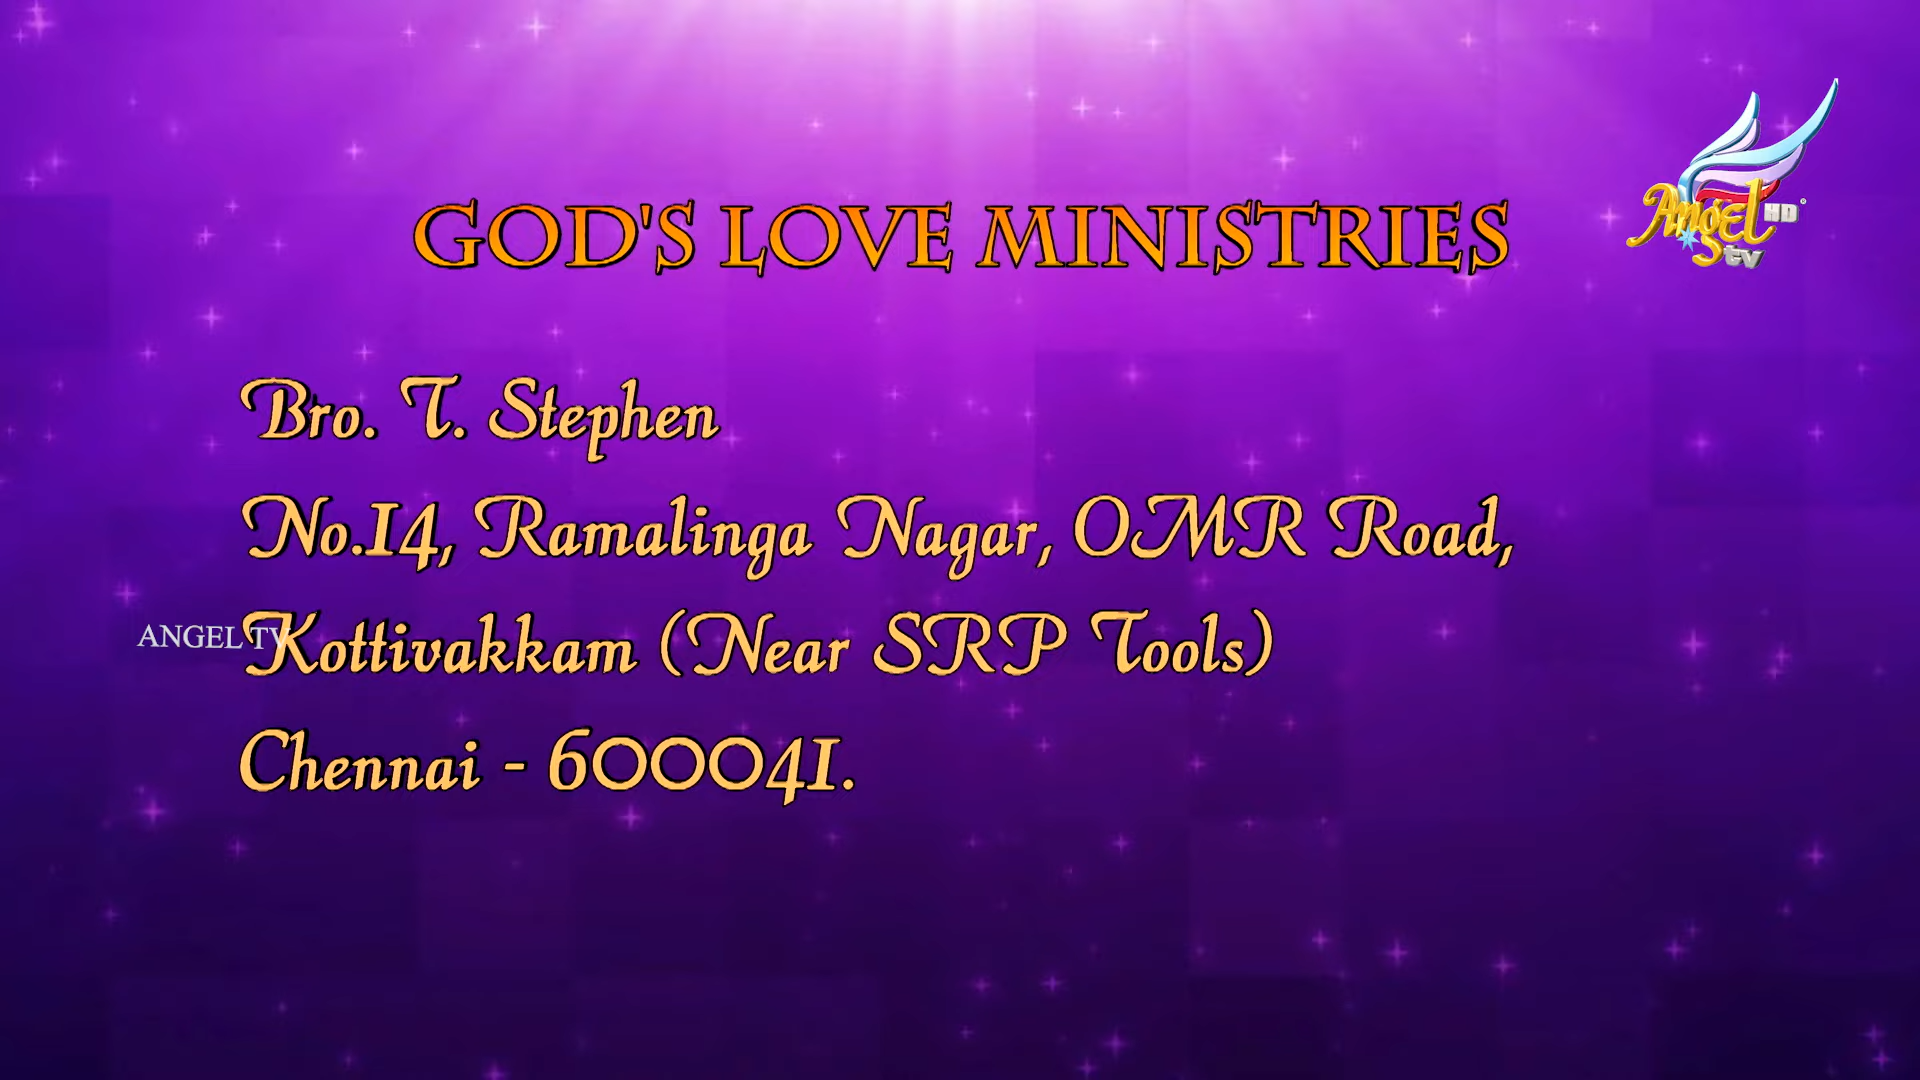 GOD'S LOVE MINISTRIES
Angel HD
tv
Bro. T. Stephen
No.14, Ramalinga Nagar, OMR Road,
ANGEL TV
Kottivakkam (Near SRP Tools)
Chennai - 600041.